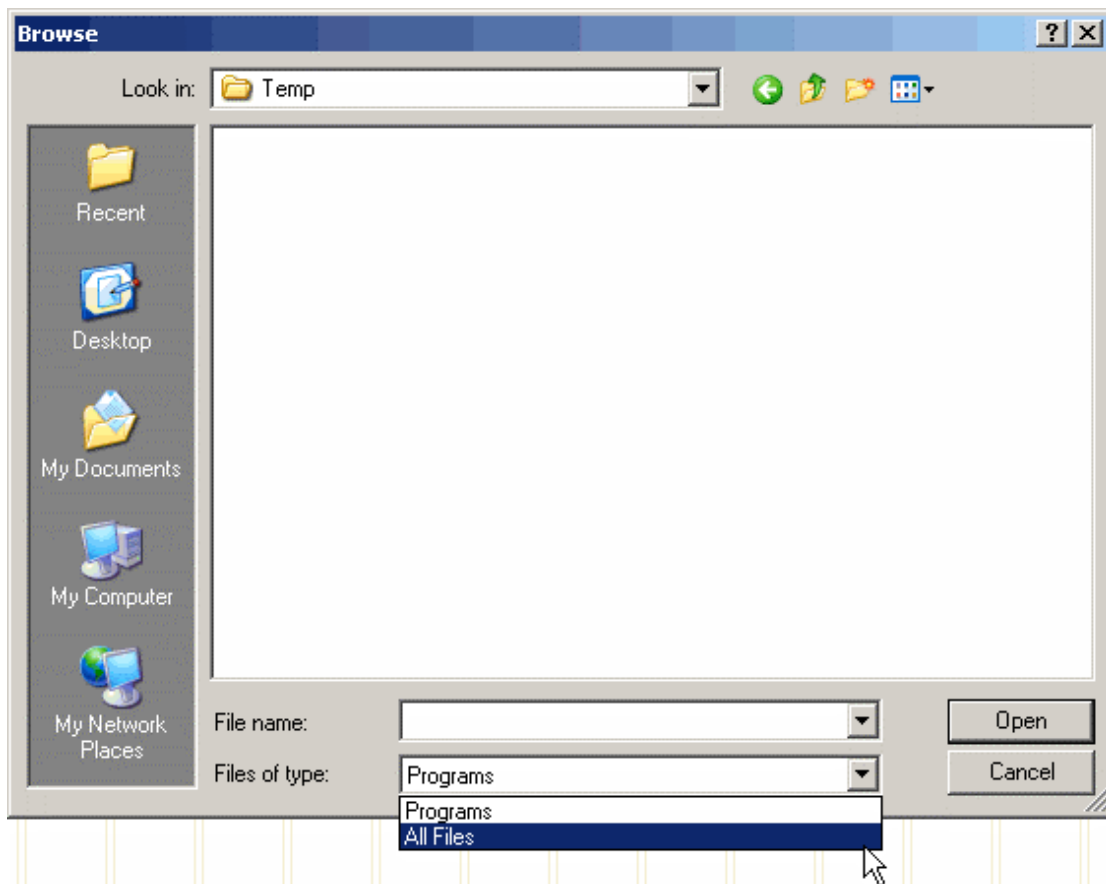 Browse
Look in: Temp
Recent
Desktop
My Documents
My Computer
My Network
Places
File name:
Open
Files of type: Programs
Cancel
Programs
All Files